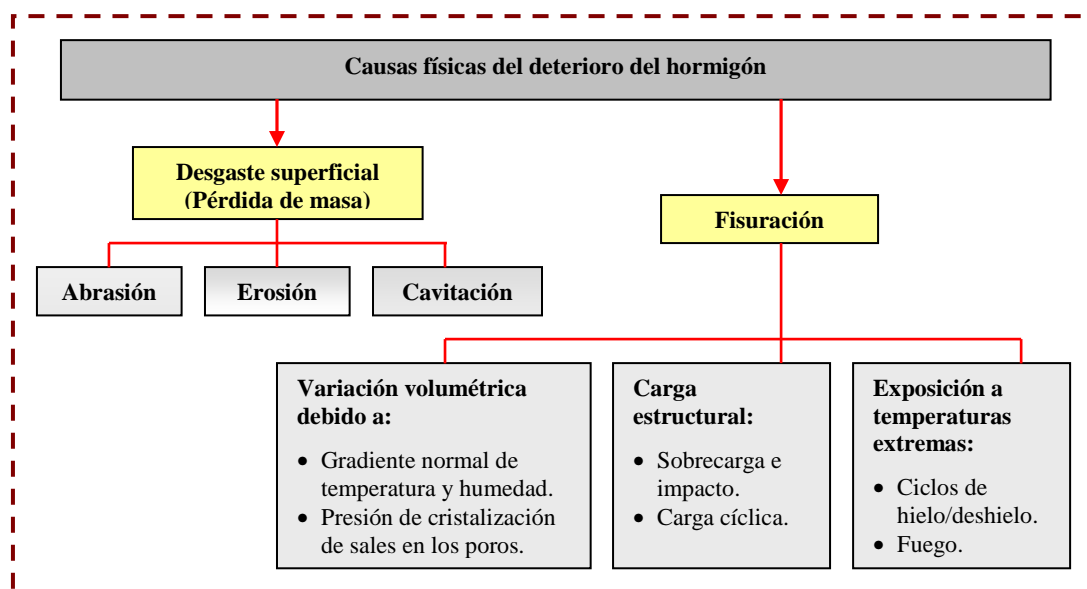 Causas físicas del deterioro del hormigón
Desgaste superficial
(Pérdida de masa)
Fisuración
Abrasión
Erosión
Cavitación
Variación volumétrica
debido a:
• Gradiente normal de
temperatura y humedad.
• Presión de cristalización
de sales en los poros.
Carga
estructural:
• Sobrecarga e
impacto.
• Carga cíclica.
Exposición a
temperaturas
extremas:
• Ciclos de
hielo/deshielo.
• Fuego.